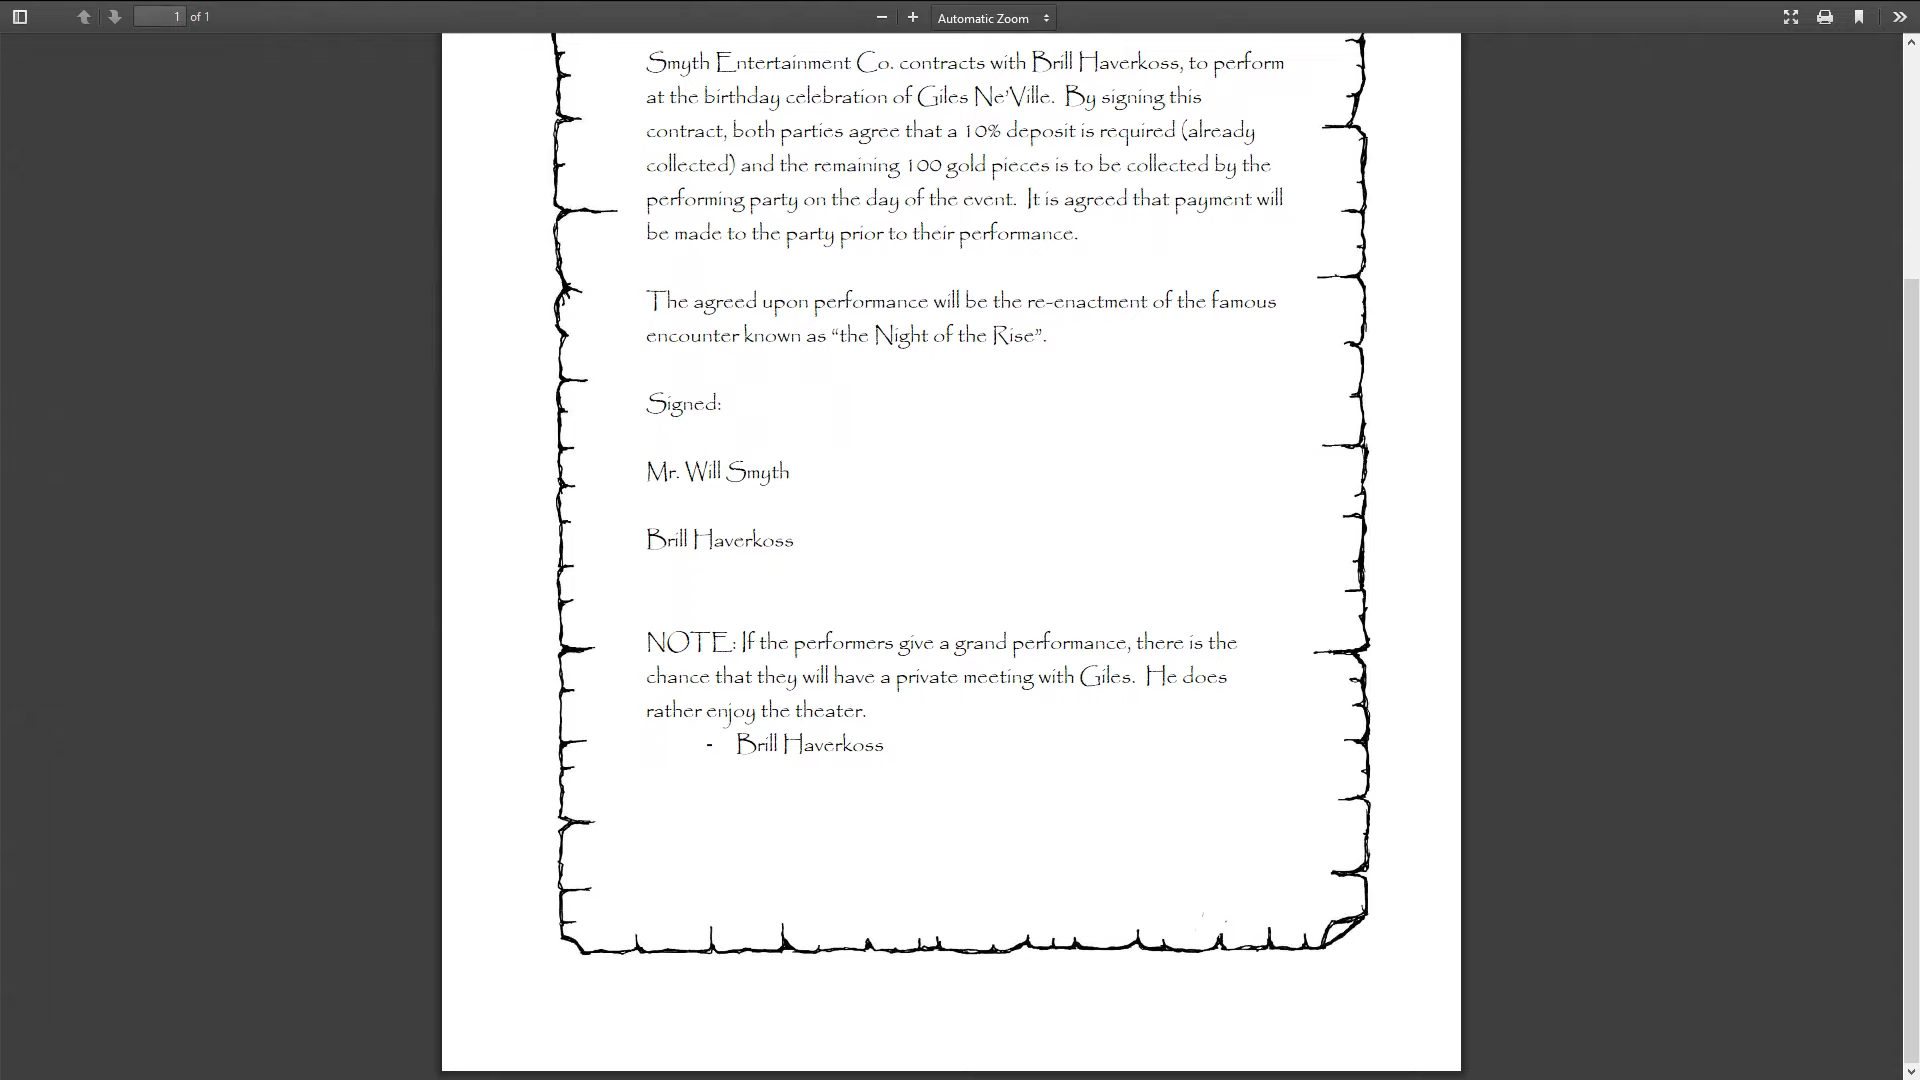 1 of 1
Automatic Zoom
Smyth Entertainment Co. contracts with Brill Haverkoss, to perform
at the birthday celebration of Giles Ne’Ville.  By signing this
contract, both parties agree that a 10% deposit is required (already
collected) and the remaining 100 gold pieces is to be collected by the
performing party on the day of the event.  It is agreed that payment will
be made to the party prior to their performance.
The agreed upon performance will be the re-enactment of the famous
encounter known as “the Night of the Rise”.
Signed:
Mr. Will Smyth
Brill Haverkoss
NOTE: If the performers give a grand performance, there is the
chance that they will have a private meeting with Giles.  He does
rather enjoy the theater.
- Brill Haverkoss